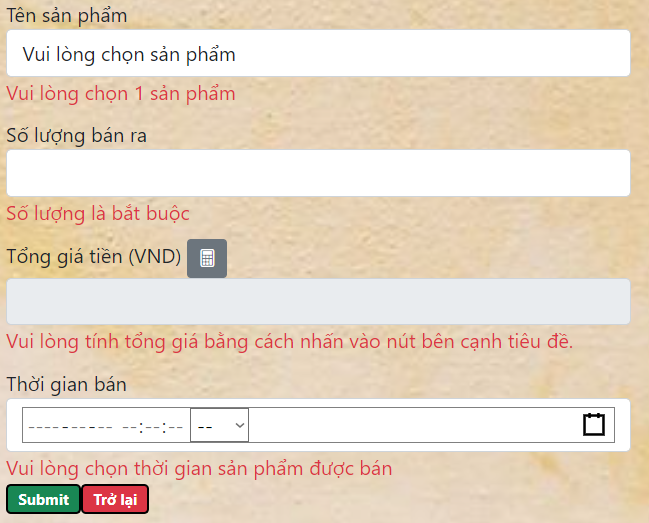 Tên sản phẩm
Vui lòng chọn sản phẩm
Vui lòng chọn 1 sản phẩm
Số lượng bán ra
Số lượng là bắt buộc
Tổng giá tiền (VND)
Vui lòng tính tổng giá bằng cách nhấn vào nút bên cạnh tiêu đề.
Thời gian bán
---------- --:--:-- --
Vui lòng chọn thời gian sản phẩm được bán
Submit Trở lại